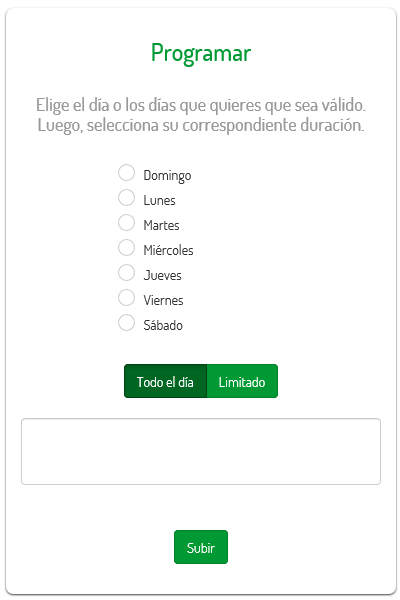 Programar
Elige el día o los días que quieres que sea válido.
Luego, selecciona su correspondiente duración.
Domingo
Lunes
Martes
Miércoles
Jueves
Viernes
Sábado
Todo el día Limitado
Subir